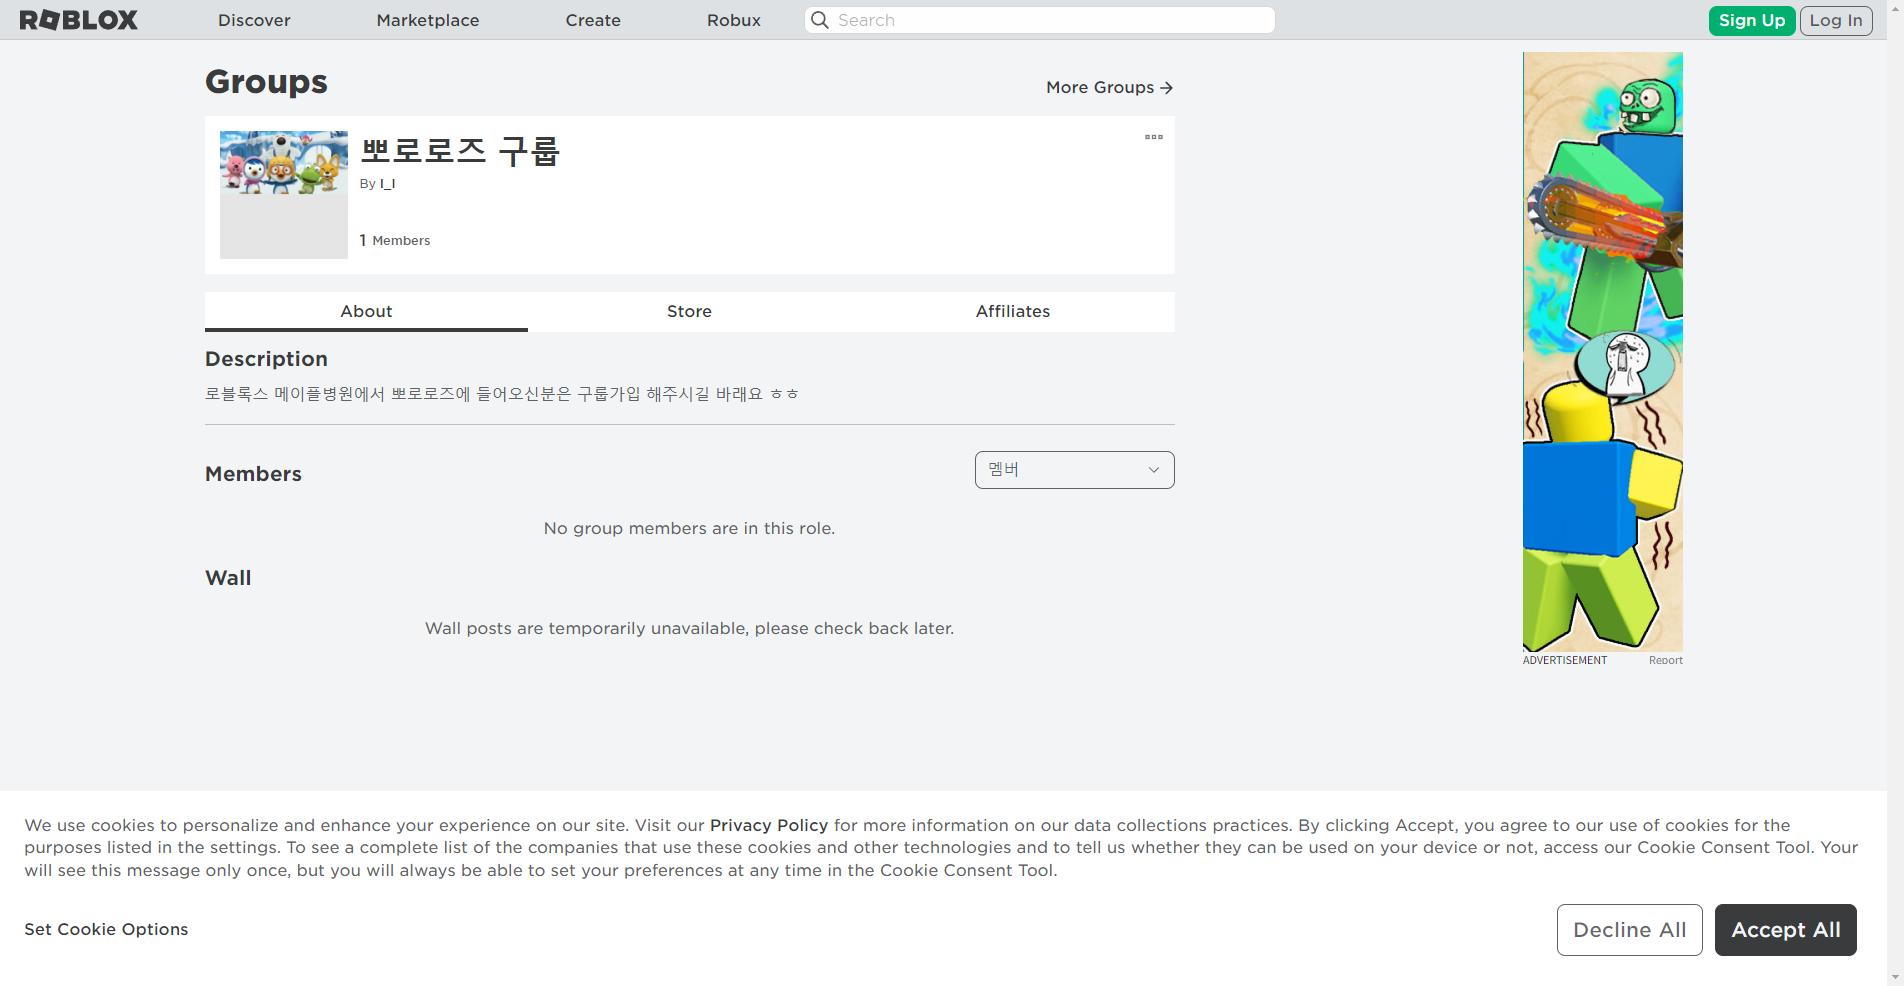 ROBLOX
Discover
Marketplace
Create
Robux
Search
Sign Up
Log In
Groups
More Groups
뽀로로즈 구룹
By I_I
1 Members
About
Store
Affiliates
Description
로블록스 메이플병원에서 뽀로로즈에 들어오신분은 구룹가입 해주시길 바래요 ㅎㅎ
Members
멤버
No group members are in this role.
Wall
Wall posts are temporarily unavailable, please check back later.
ADVERTISEMENT
Report
We use cookies to personalize and enhance your experience on our site. Visit our Privacy Policy for more information on our data collections practices. By clicking Accept, you agree to our use of cookies for the
purposes listed in the settings. To see a complete list of the companies that use these cookies and other technologies and to tell us whether they can be used on your device or not, access our Cookie Consent Tool. Your
will see this message only once, but you will always be able to set your preferences at any time in the Cookie Consent Tool.
Set Cookie Options
Decline All
Accept All